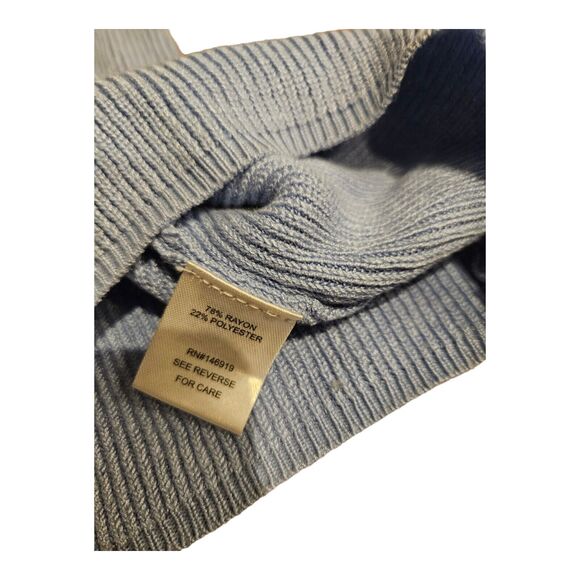 78% RAYON
22% POLYESTER
RN#146919
SEE REVERSE
FOR CARE